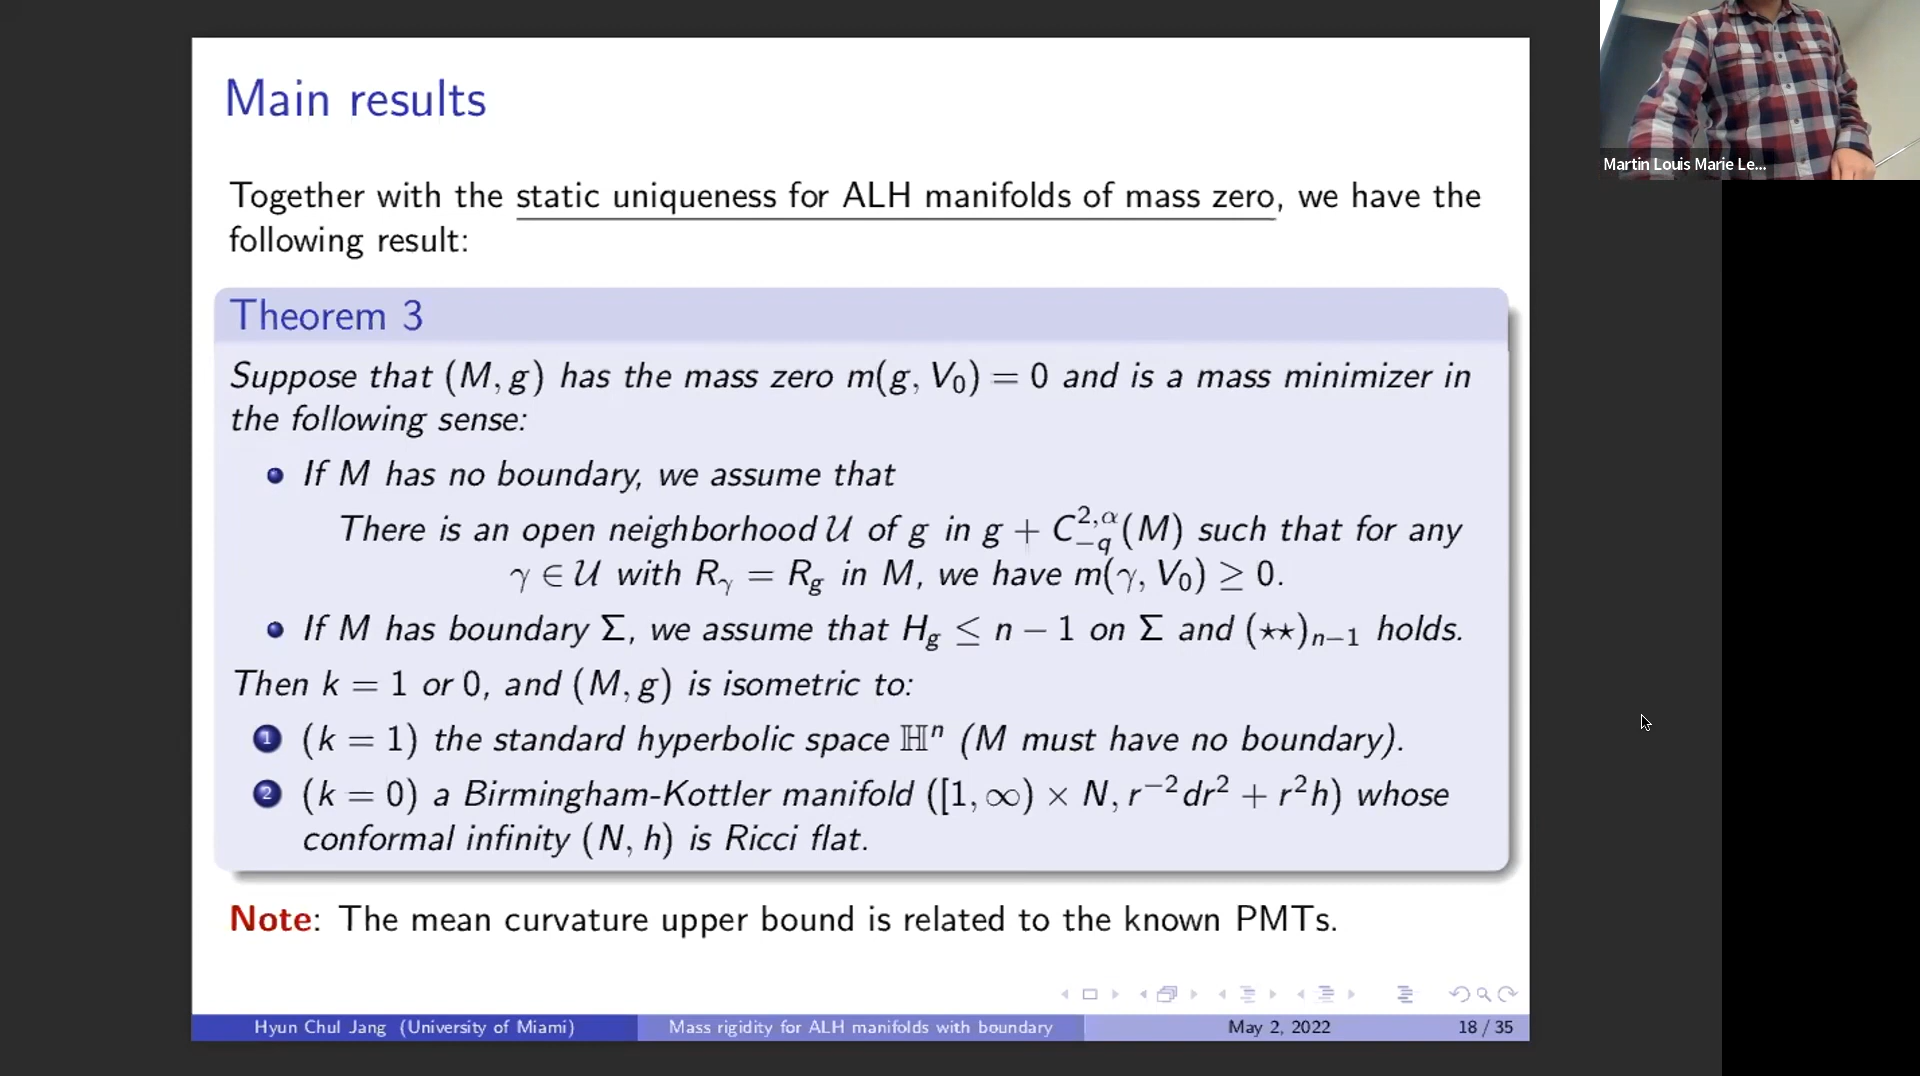 Main results
Martin Louis Marie Le...
Together with the static uniqueness for ALH manifolds of mass zero, we have the
following result:
Theorem 3
Suppose that (M, g) has the mass zero m(g, V₀) = 0 and is a mass minimizer in
the following sense:
• If M has no boundary, we assume that
There is an open neighborhood 𝒰 of g in g + C^{2,α}_{−q}(M) such that for any
γ ∈ 𝒰 with R_γ = R_g in M, we have m(γ, V₀) ≥ 0.
• If M has boundary Σ, we assume that H_g ≤ n − 1 on Σ and (⋆⋆)_{n−1} holds.
Then k = 1 or 0, and (M, g) is isometric to:
1 (k = 1) the standard hyperbolic space ℍⁿ (M must have no boundary).
2 (k = 0) a Birmingham-Kottler manifold ([1, ∞) × N, r⁻²dr² + r²h) whose
conformal infinity (N, h) is Ricci flat.
Note: The mean curvature upper bound is related to the known PMTs.
Hyun Chul Jang (University of Miami) Mass rigidity for ALH manifolds with boundary May 2, 2022 18 / 35